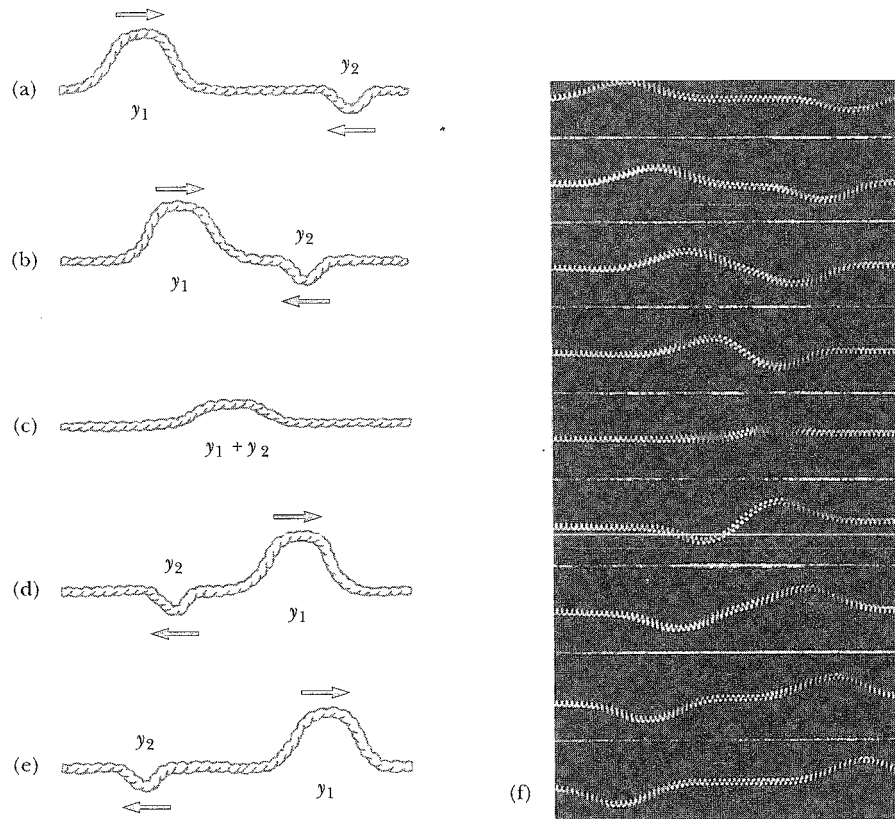 y₂
(a)
y₁
y₂
(b)
y₁
(c)
y₁ + y₂
y₂
(d)
y₁
y₂
(e)
y₁
(f)